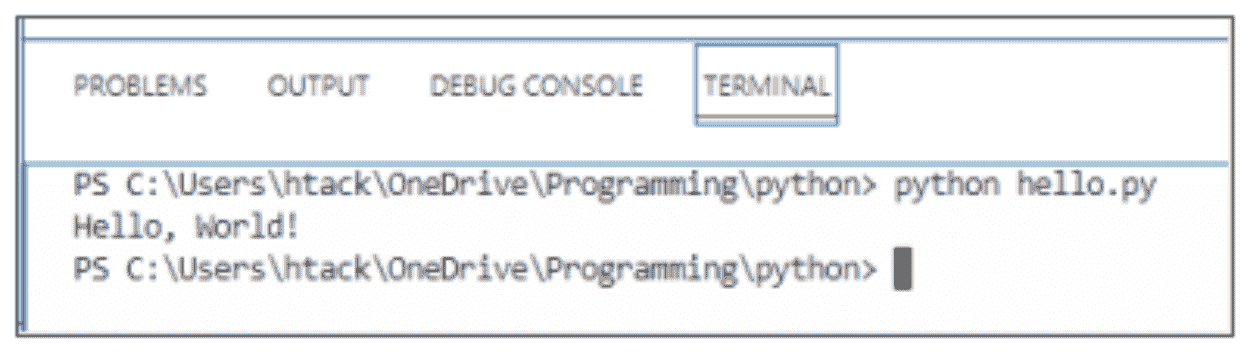 PROBLEMS OUTPUT DEBUG CONSOLE TERMINAL
PS C:\Users\htack\OneDrive\Programming\python> python hello.py
Hello, World!
PS C:\Users\htack\OneDrive\Programming\python>